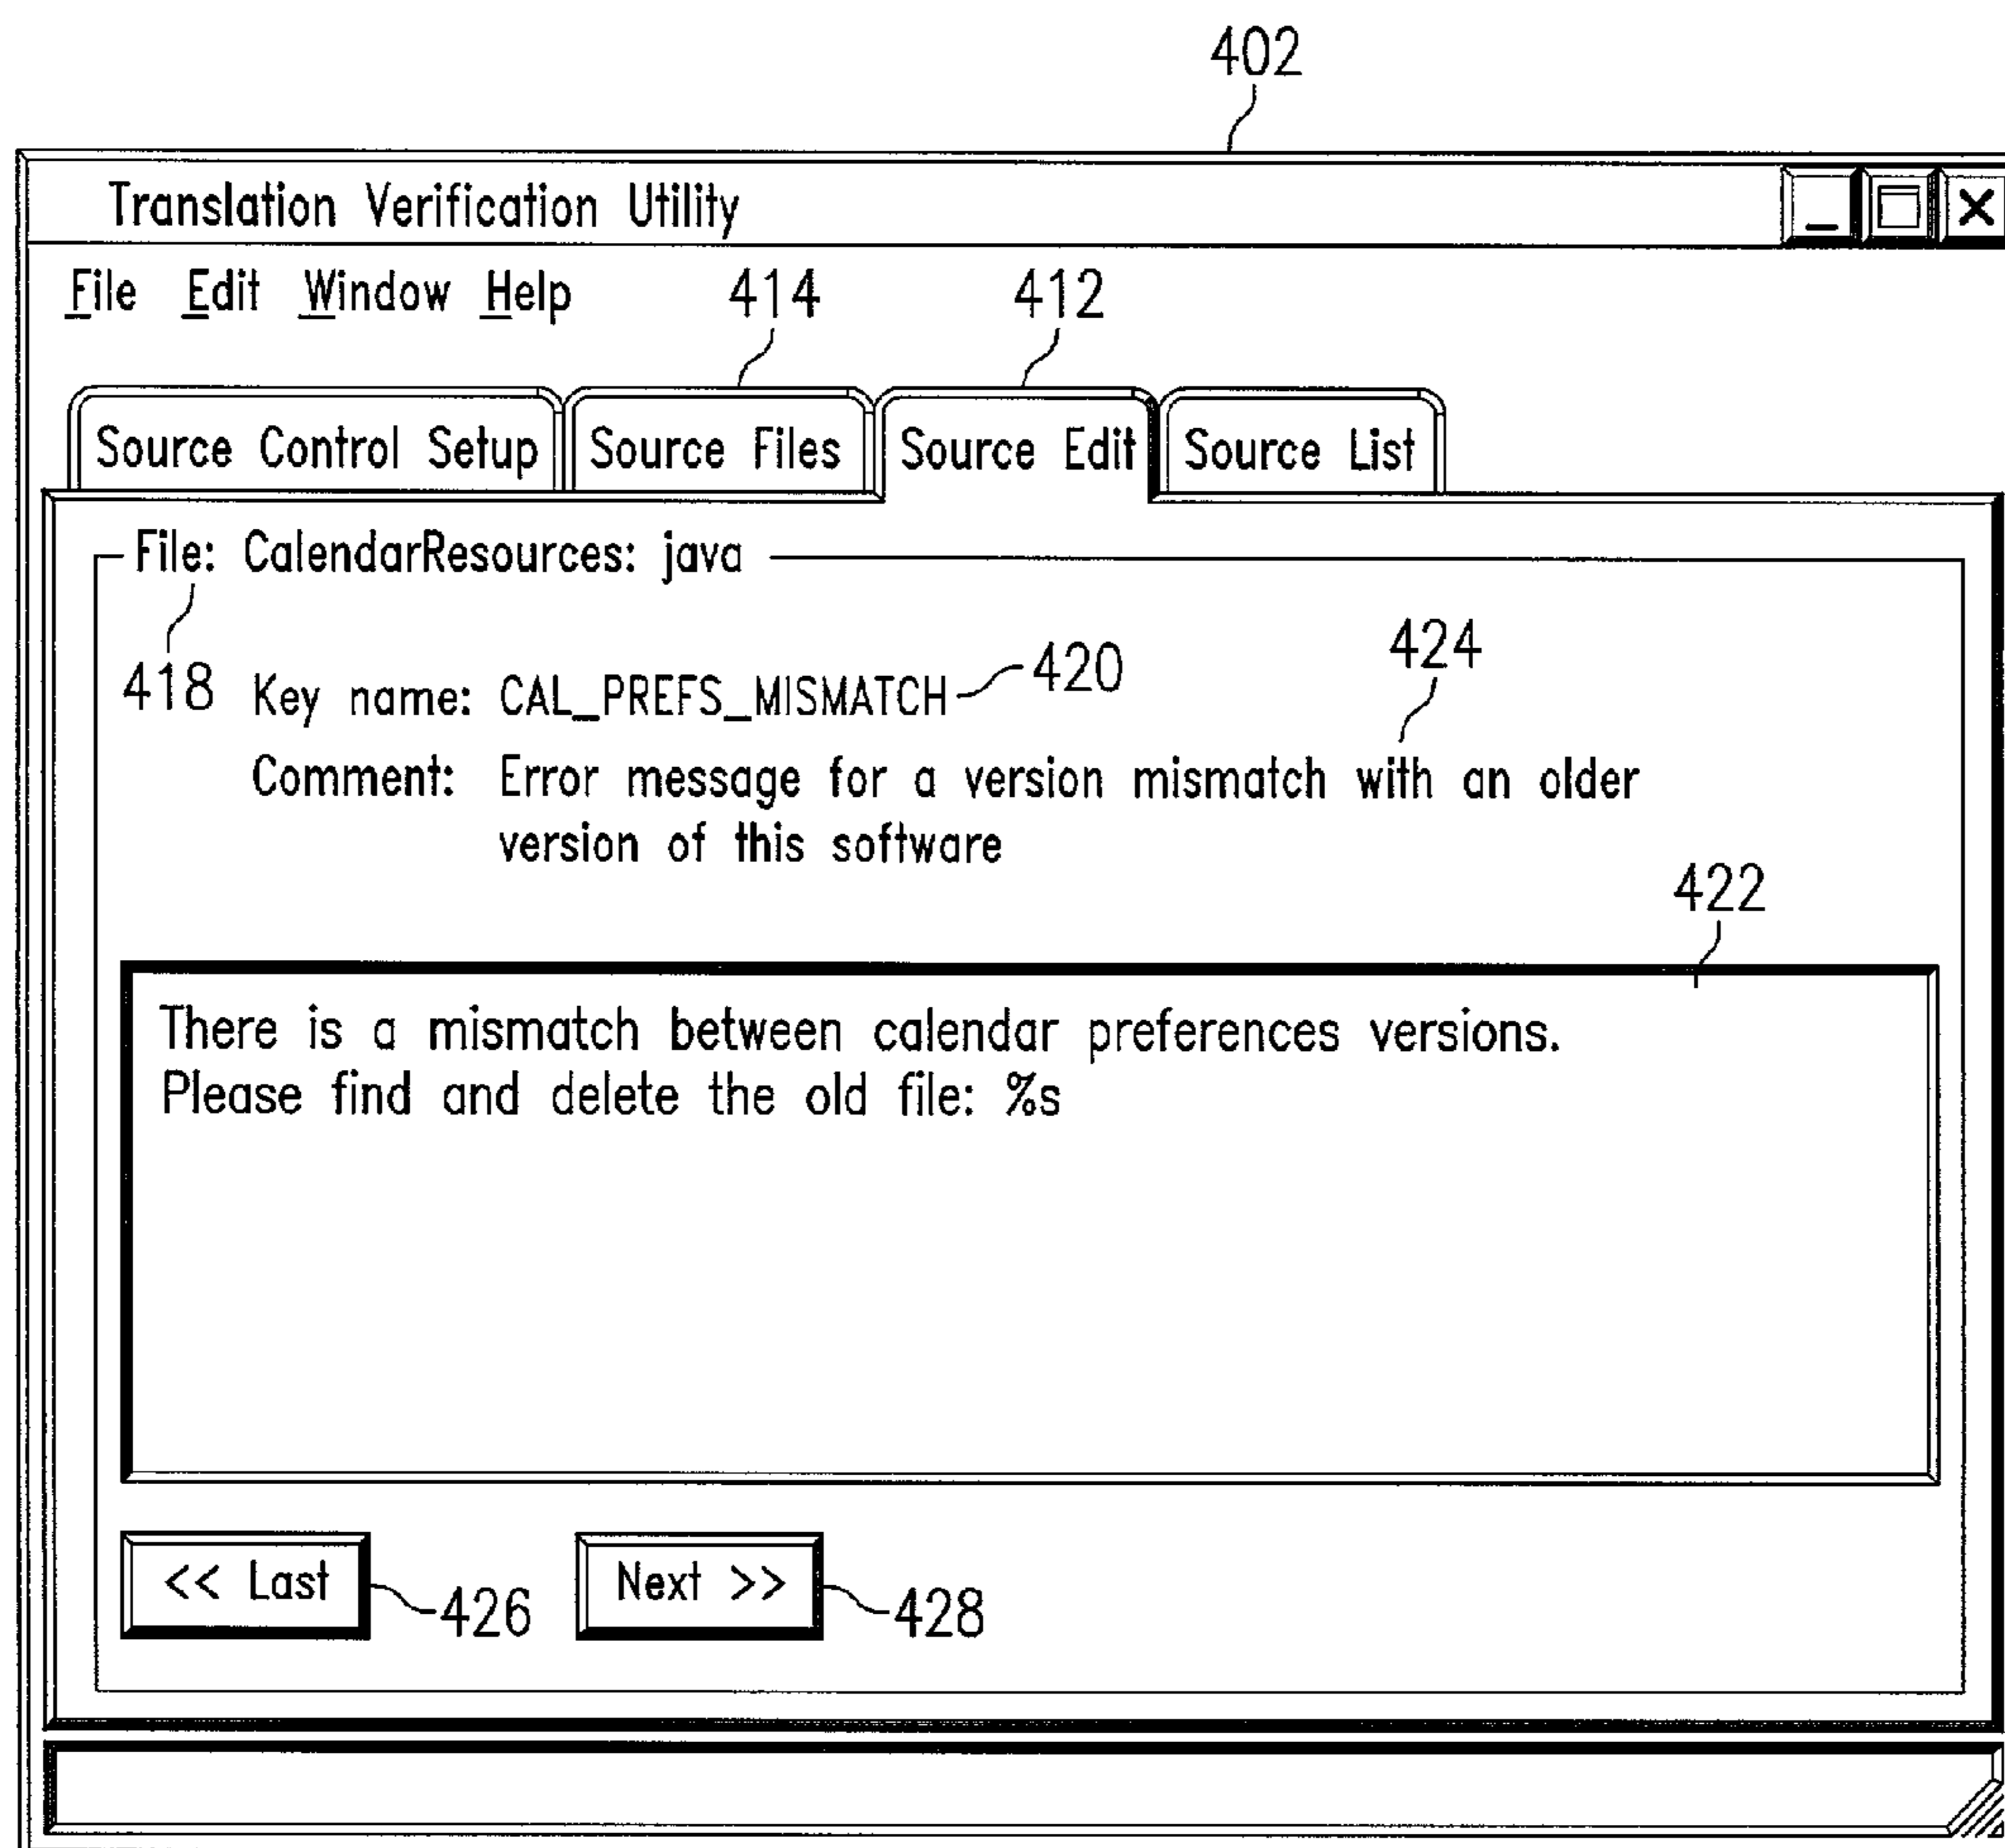 402
Translation Verification Utility
File Edit Window Help
414 412
Source Control Setup Source Files Source Edit Source List
File: CalendarResources: java
418 Key name: CAL_PREFS_MISMATCH 420 424
Comment: Error message for a version mismatch with an older
version of this software
422
There is a mismatch between calendar preferences versions.
Please find and delete the old file: %s
<< Last 426 Next >> 428